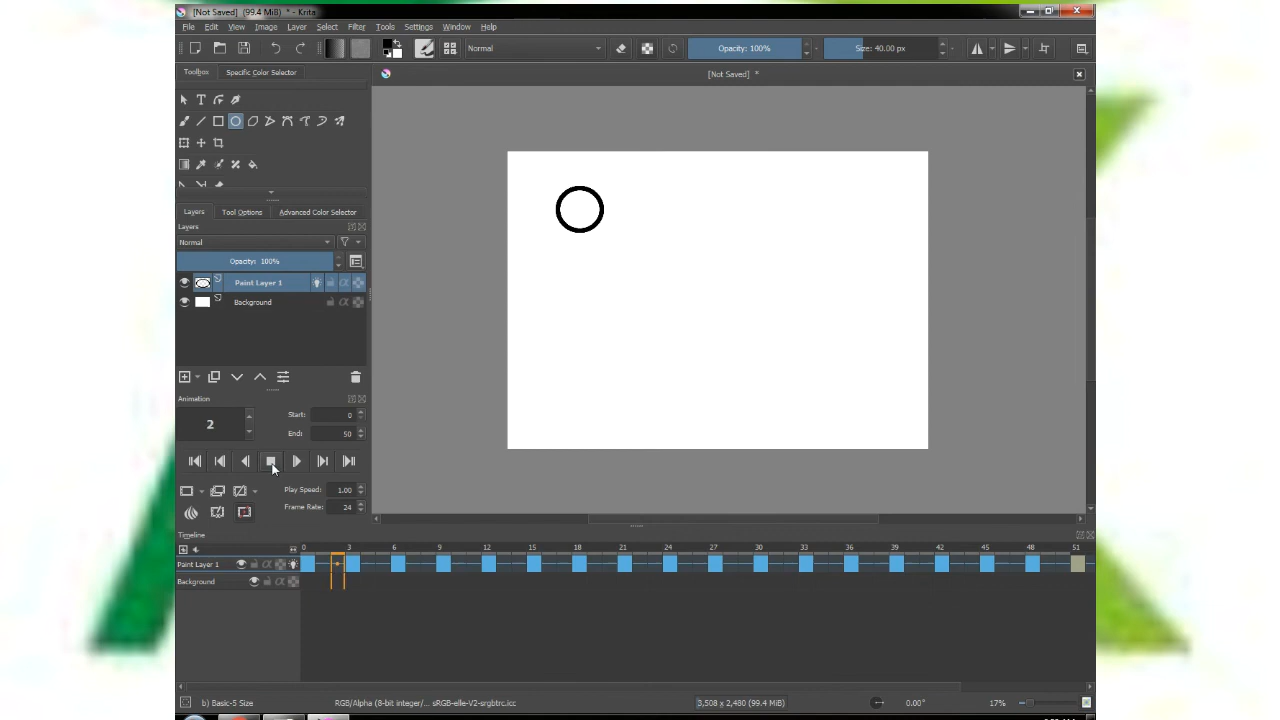 [Not Saved] (99.4 MiB) * - Krita
File Edit View Image Layer Select Filter Tools Settings Window Help
Normal
Opacity: 100%
Size: 40.00 px
Toolbox
Specific Color Selector
[Not Saved] *
Layers
Tool Options
Advanced Color Selector
Layers
Normal
Opacity: 100%
Paint Layer 1
Background
Animation
2
Start: 0
End: 50
Play Speed: 1.00
Frame Rate: 24
Timeline
0 3 6 9 12 15 18 21 24 27 30 33 36 39 42 45 48 51
Paint Layer 1
Background
b) Basic-5 Size
RGB/Alpha (8-bit integer/... sRGB-elle-V2-srgbtrc.icc
3,508 x 2,480 (99.4 MiB)
0.00°
17%